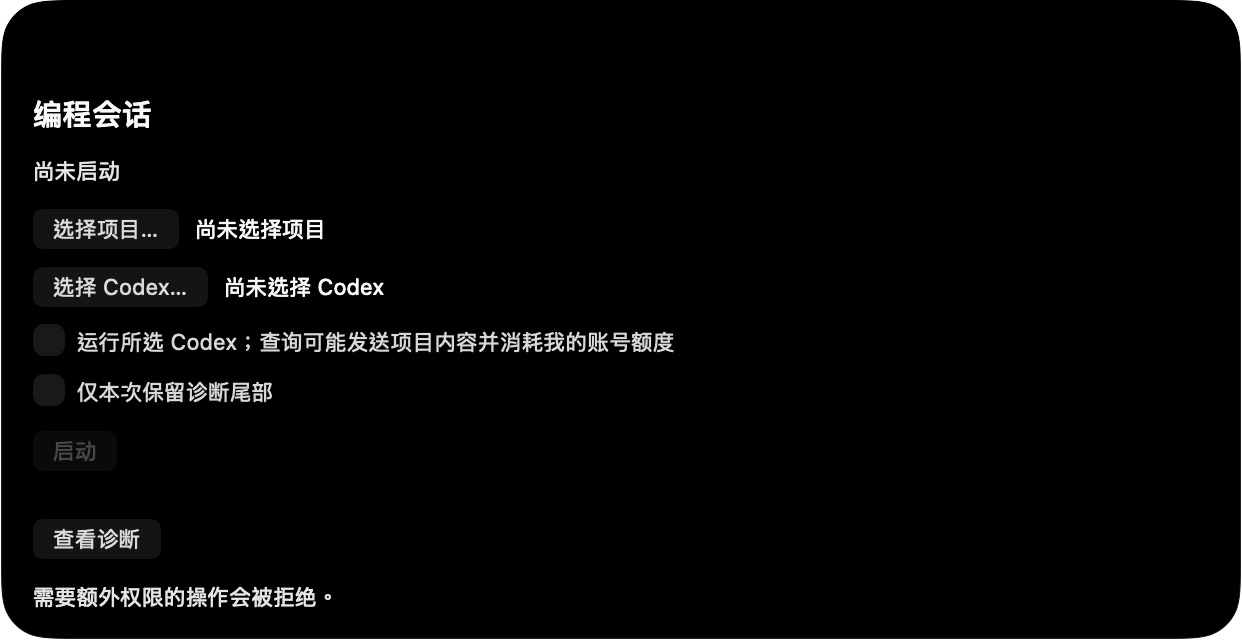 编程会话
尚未启动
选择项目... 尚未选择项目
选择 Codex... 尚未选择 Codex
运行所选 Codex；查询可能发送项目内容并消耗我的账号额度
仅本次保留诊断尾部
启动
查看诊断
需要额外权限的操作会被拒绝。